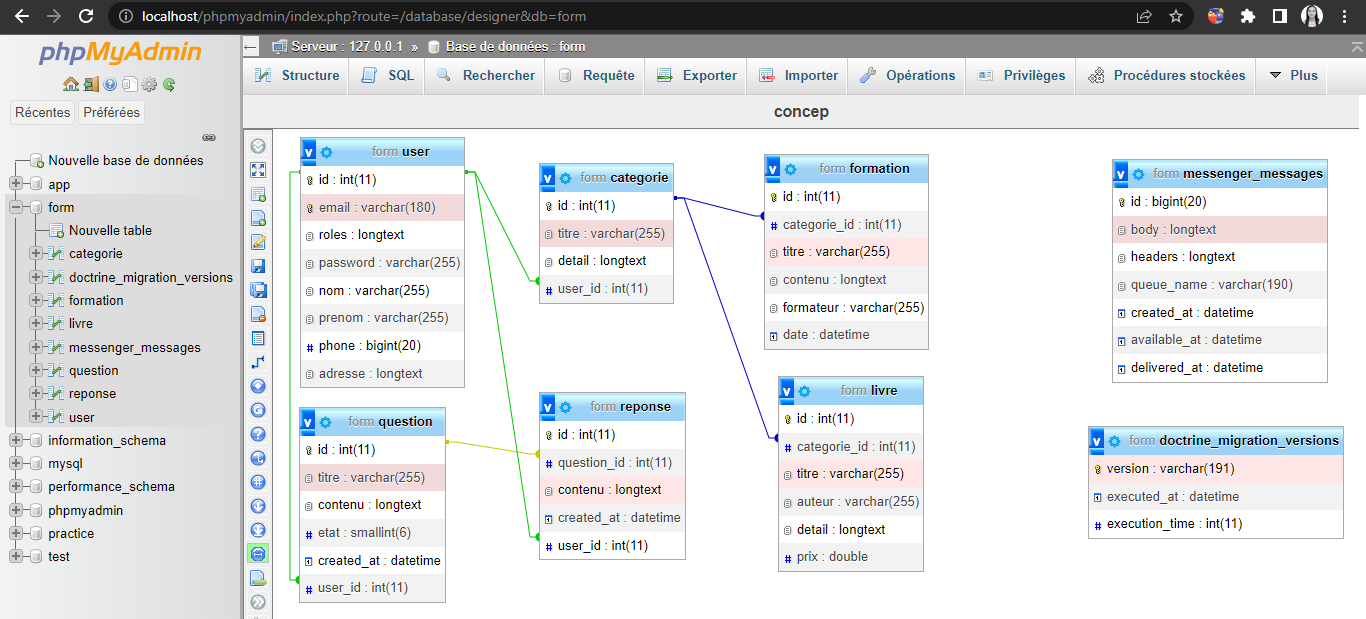 localhost/phpmyadmin/index.php?route=/database/designer&db=form
phpMyAdmin
Récentes Préférées
Nouvelle base de données
app
form
Nouvelle table
categorie
doctrine_migration_versions
formation
livre
messenger_messages
question
reponse
user
information_schema
mysql
performance_schema
phpmyadmin
practice
test
Serveur : 127.0.0.1 » Base de données : form
Structure SQL Rechercher Requête Exporter Importer Opérations Privilèges Procédures stockées Plus
concep
v form user
id : int(11)
email : varchar(180)
roles : longtext
password : varchar(255)
nom : varchar(255)
prenom : varchar(255)
# phone : bigint(20)
adresse : longtext
v form question
id : int(11)
titre : varchar(255)
contenu : longtext
# etat : smallint(6)
created_at : datetime
# user_id : int(11)
v form categorie
id : int(11)
titre : varchar(255)
detail : longtext
# user_id : int(11)
v form reponse
id : int(11)
# question_id : int(11)
contenu : longtext
created_at : datetime
# user_id : int(11)
v form formation
id : int(11)
# categorie_id : int(11)
titre : varchar(255)
contenu : longtext
formateur : varchar(255)
date : datetime
v form livre
id : int(11)
# categorie_id : int(11)
titre : varchar(255)
auteur : varchar(255)
detail : longtext
# prix : double
v form messenger_messages
id : bigint(20)
body : longtext
headers : longtext
queue_name : varchar(190)
created_at : datetime
available_at : datetime
delivered_at : datetime
v form doctrine_migration_versions
version : varchar(191)
executed_at : datetime
# execution_time : int(11)